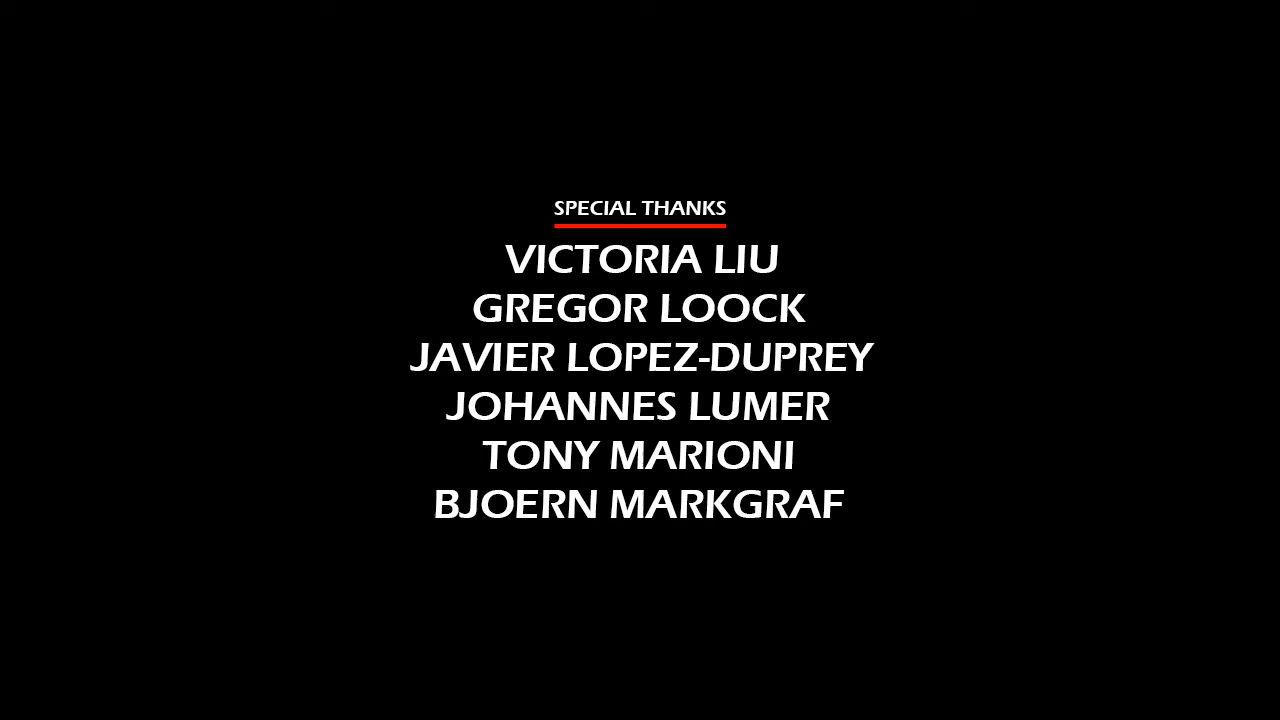 SPECIAL THANKS
VICTORIA LIU
GREGOR LOOCK
JAVIER LOPEZ-DUPREY
JOHANNES LUMER
TONY MARIONI
BJOERN MARKGRAF